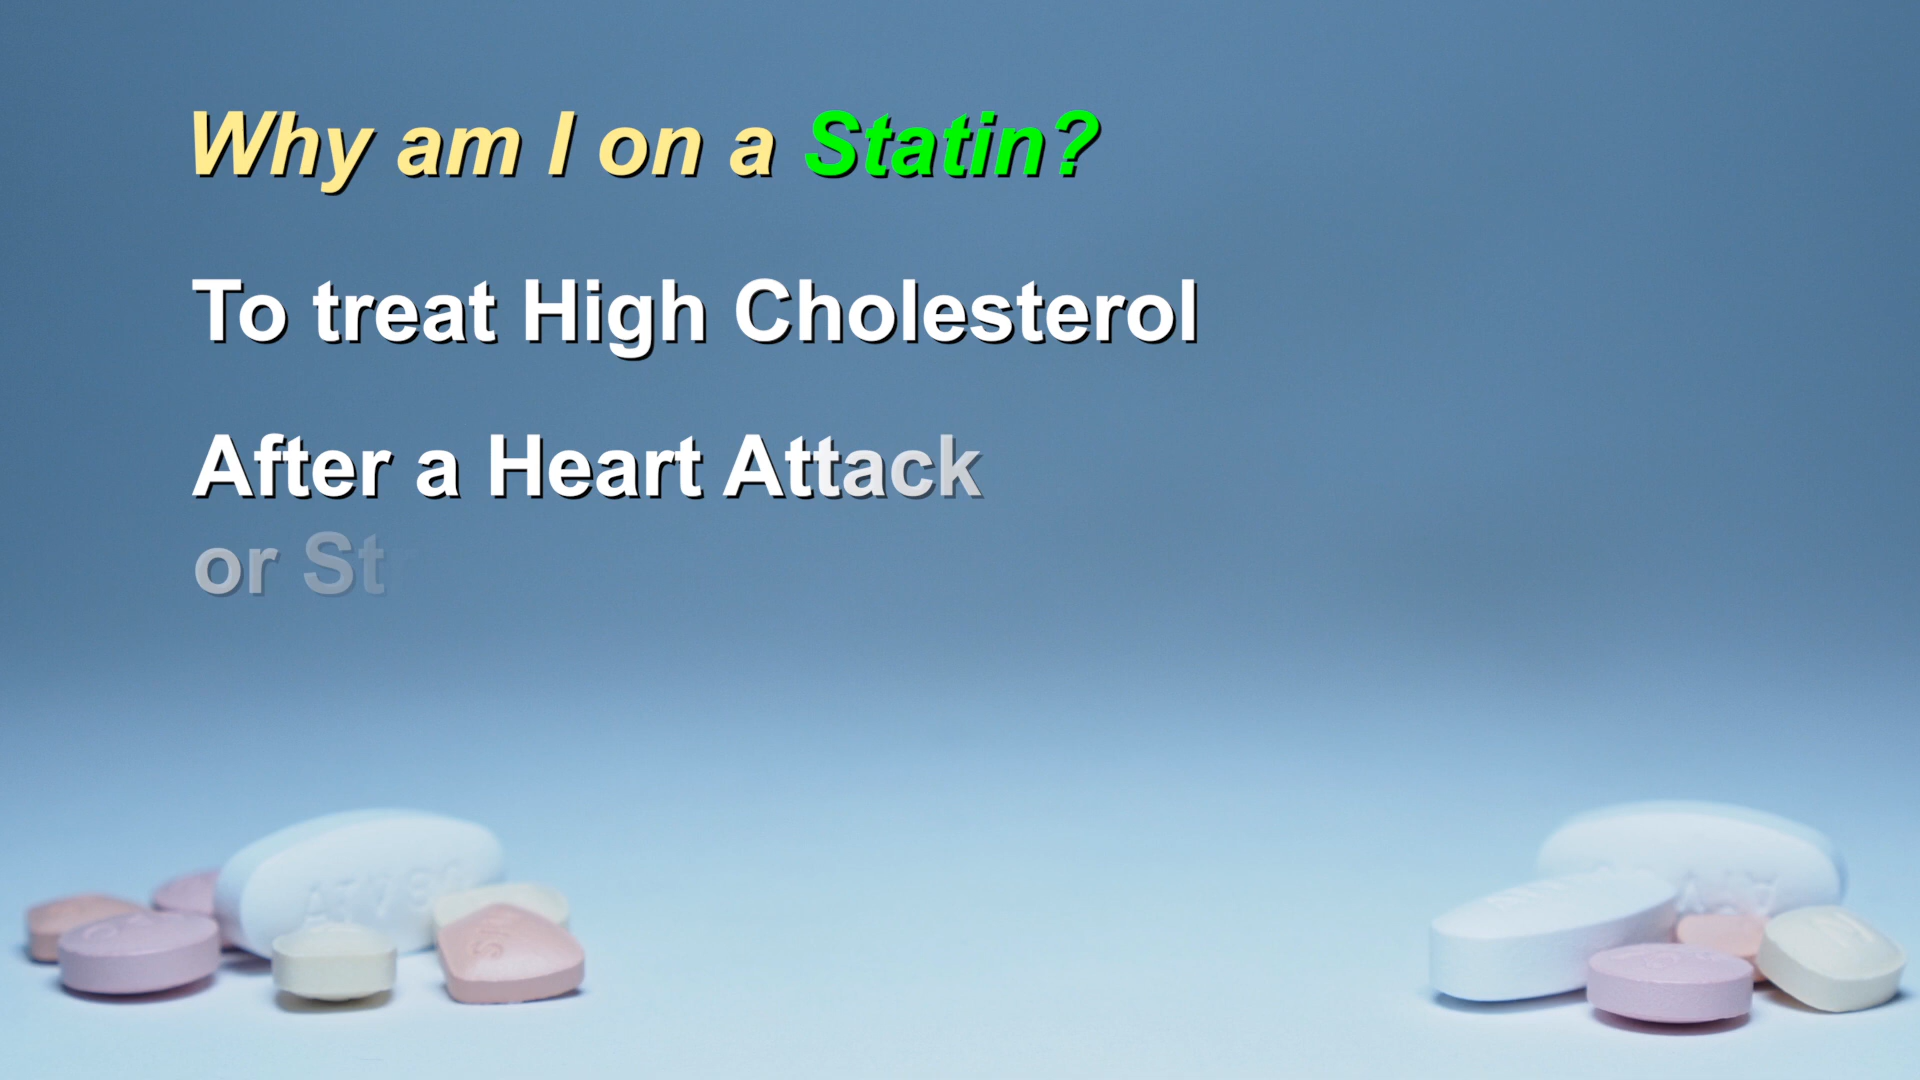 Why am I on a Statin?
To treat High Cholesterol
After a Heart Attack
or St